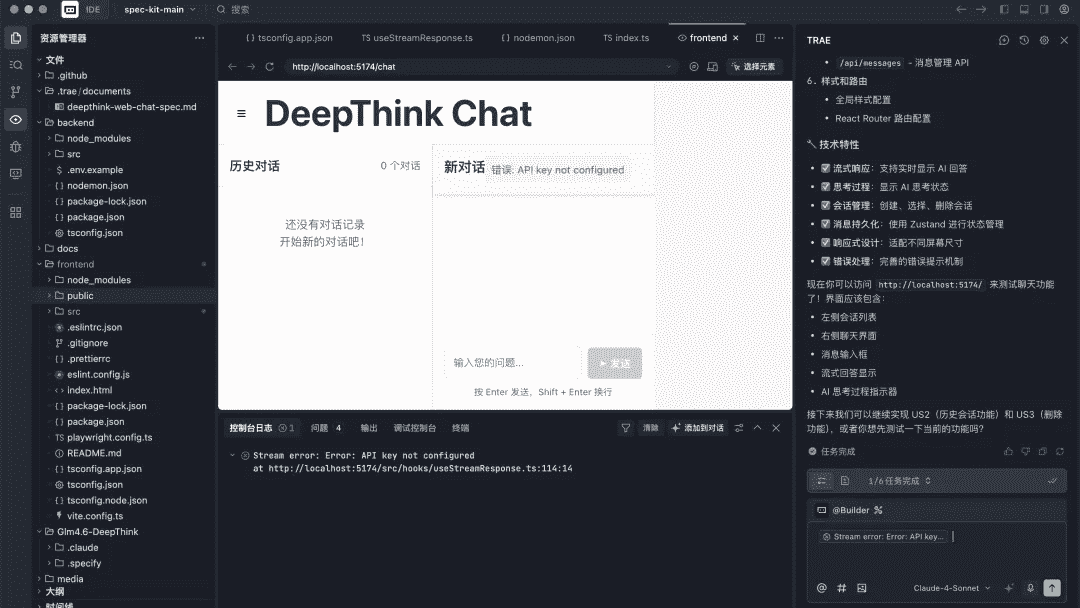 IDE
spec-kit-main
搜索
资源管理器
文件
.github
.trae/documents
deepthink-web-chat-spec.md
backend
node_modules
src
.env.example
nodemon.json
package-lock.json
package.json
tsconfig.json
docs
frontend
node_modules
public
src
.eslintrc.json
.gitignore
.prettierrc
eslint.config.js
index.html
package-lock.json
package.json
playwright.config.ts
README.md
tsconfig.app.json
tsconfig.json
tsconfig.node.json
vite.config.ts
Glm4.6-DeepThink
.claude
.specify
media
大纲
时间线
tsconfig.app.json
TS useStreamResponse.ts
nodemon.json
TS index.ts
frontend
http://localhost:5174/chat
选择元素
DeepThink Chat
历史对话
0 个对话
还没有对话记录
开始新的对话吧!
新对话 错误: API key not configured
输入您的问题...
发送
按 Enter 发送, Shift + Enter 换行
控制台日志 1
问题 4
输出
调试控制台
终端
清除
添加到对话
Stream error: Error: API key not configured
at http://localhost:5174/src/hooks/useStreamResponse.ts:114:14
TRAE
/api/messages - 消息管理 API
6. 样式和路由
全局样式配置
React Router 路由配置
技术特性
流式响应: 支持实时显示 AI 回答
思考过程: 显示 AI 思考状态
会话管理: 创建、选择、删除会话
消息持久化: 使用 Zustand 进行状态管理
响应式设计: 适配不同屏幕尺寸
错误处理: 完善的错误提示机制
现在你可以访问 http://localhost:5174/ 来测试聊天功能
了! 界面应该包含:
左侧会话列表
右侧聊天界面
消息输入框
流式回答显示
AI 思考过程指示器
接下来我们可以继续实现 US2 (历史会话功能) 和 US3 (删除
功能), 或者你想先测试一下当前的功能吗?
任务完成
1/6 任务完成
@Builder
Stream error: Error: API key...
Claude-4-Sonnet